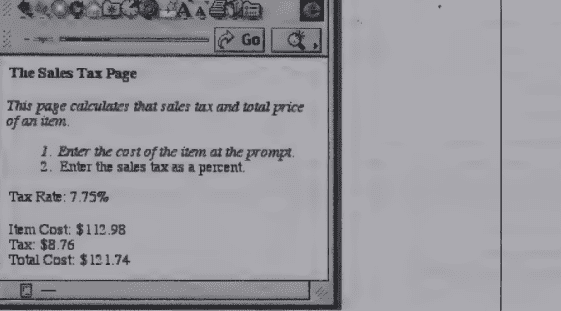 Go
The Sales Tax Page
This page calculates that sales tax and total price
of an item.
1. Enter the cost of the item at the prompt.
2. Enter the sales tax as a percent.
Tax Rate: 7.75%
Item Cost: $112.98
Tax: $8.76
Total Cost: $121.74